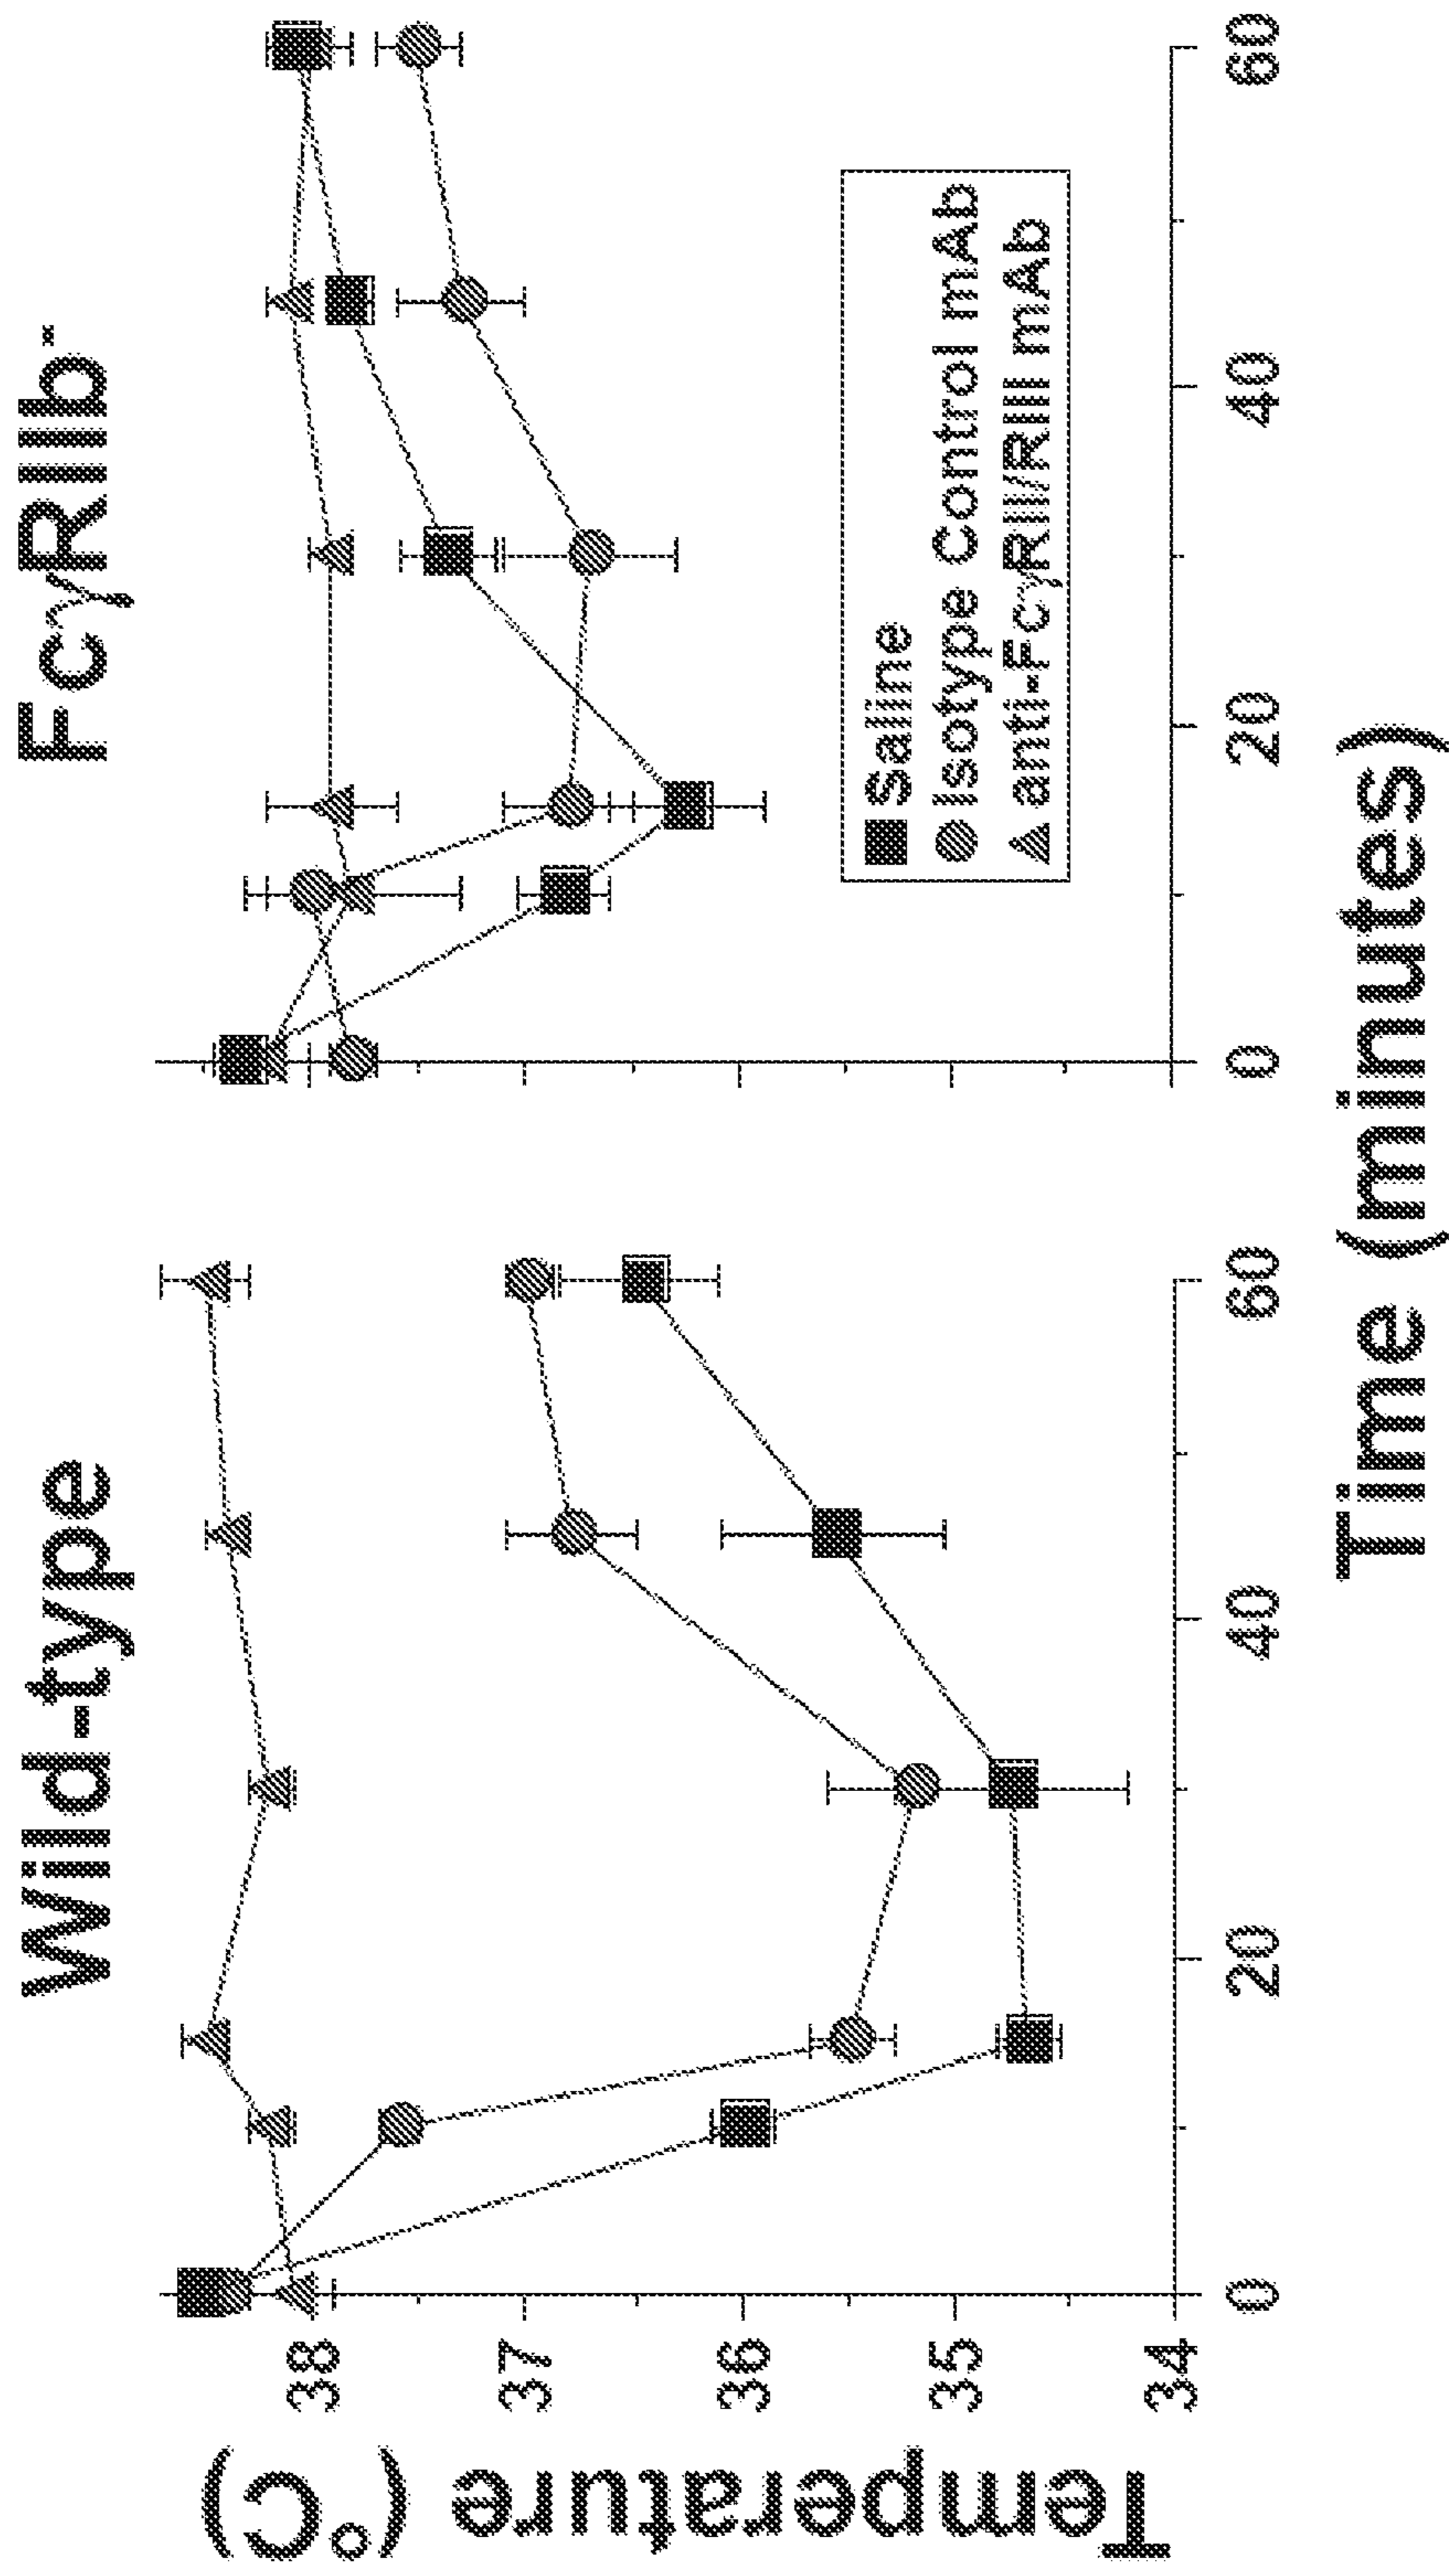 Wild-type
FcγRIIb-
Temperature (°C)
38
37
36
35
34
Saline
Isotype Control mAb
anti-FcγRII/RIII mAb
0
20
40
60
0
20
40
60
Time (minutes)